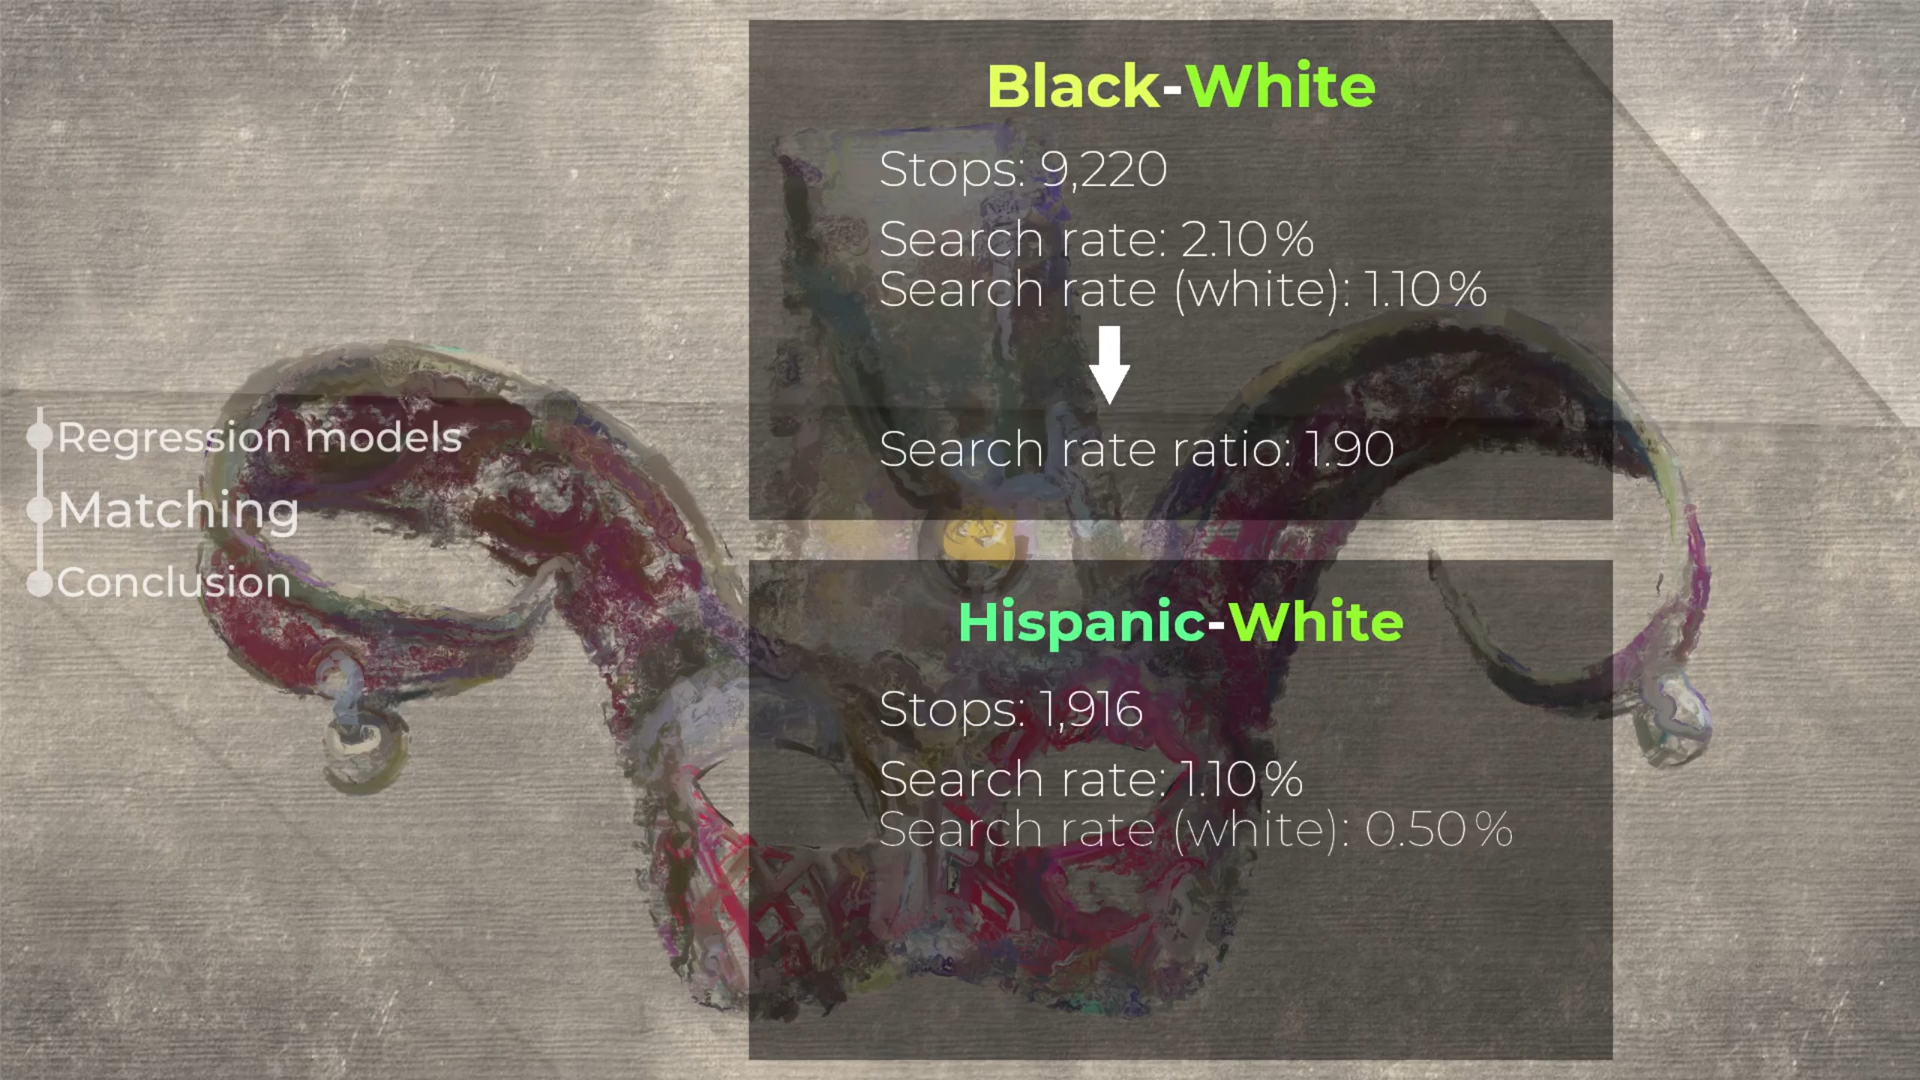 Regression models
Matching
Conclusion
Black-White
Stops: 9,220
Search rate: 2.10%
Search rate (white): 1.10%
Search rate ratio: 1.90
Hispanic-White
Stops: 1,916
Search rate: 1.10%
Search rate (white): 0.50%